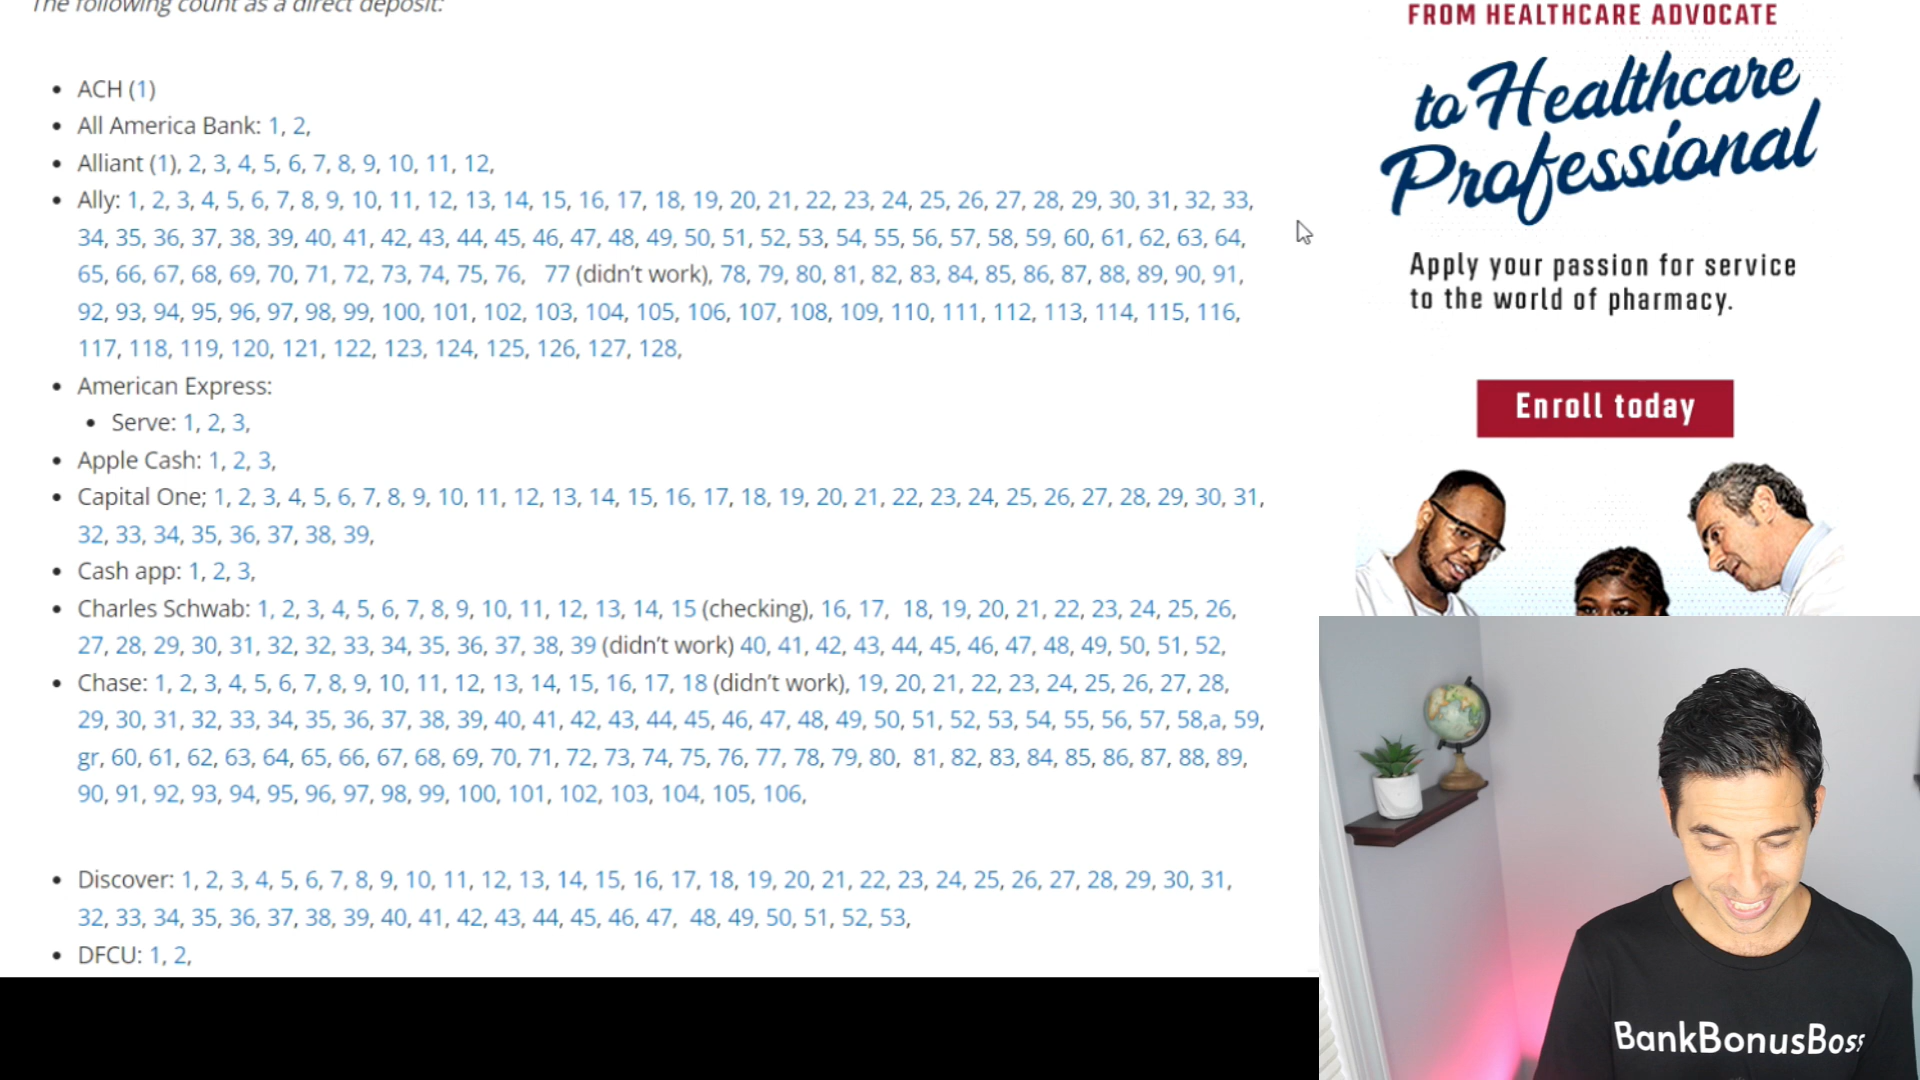 The following count as a direct deposit:
ACH (1)
All America Bank: 1, 2,
Alliant (1), 2, 3, 4, 5, 6, 7, 8, 9, 10, 11, 12,
Ally: 1, 2, 3, 4, 5, 6, 7, 8, 9, 10, 11, 12, 13, 14, 15, 16, 17, 18, 19, 20, 21, 22, 23, 24, 25, 26, 27, 28, 29, 30, 31, 32, 33,
34, 35, 36, 37, 38, 39, 40, 41, 42, 43, 44, 45, 46, 47, 48, 49, 50, 51, 52, 53, 54, 55, 56, 57, 58, 59, 60, 61, 62, 63, 64,
65, 66, 67, 68, 69, 70, 71, 72, 73, 74, 75, 76, 77 (didn't work), 78, 79, 80, 81, 82, 83, 84, 85, 86, 87, 88, 89, 90, 91,
92, 93, 94, 95, 96, 97, 98, 99, 100, 101, 102, 103, 104, 105, 106, 107, 108, 109, 110, 111, 112, 113, 114, 115, 116,
117, 118, 119, 120, 121, 122, 123, 124, 125, 126, 127, 128,
American Express:
Serve: 1, 2, 3,
Apple Cash: 1, 2, 3,
Capital One; 1, 2, 3, 4, 5, 6, 7, 8, 9, 10, 11, 12, 13, 14, 15, 16, 17, 18, 19, 20, 21, 22, 23, 24, 25, 26, 27, 28, 29, 30, 31,
32, 33, 34, 35, 36, 37, 38, 39,
Cash app: 1, 2, 3,
Charles Schwab: 1, 2, 3, 4, 5, 6, 7, 8, 9, 10, 11, 12, 13, 14, 15 (checking), 16, 17, 18, 19, 20, 21, 22, 23, 24, 25, 26,
27, 28, 29, 30, 31, 32, 32, 33, 34, 35, 36, 37, 38, 39 (didn't work) 40, 41, 42, 43, 44, 45, 46, 47, 48, 49, 50, 51, 52,
Chase: 1, 2, 3, 4, 5, 6, 7, 8, 9, 10, 11, 12, 13, 14, 15, 16, 17, 18 (didn't work), 19, 20, 21, 22, 23, 24, 25, 26, 27, 28,
29, 30, 31, 32, 33, 34, 35, 36, 37, 38, 39, 40, 41, 42, 43, 44, 45, 46, 47, 48, 49, 50, 51, 52, 53, 54, 55, 56, 57, 58,a, 59,
gr, 60, 61, 62, 63, 64, 65, 66, 67, 68, 69, 70, 71, 72, 73, 74, 75, 76, 77, 78, 79, 80, 81, 82, 83, 84, 85, 86, 87, 88, 89,
90, 91, 92, 93, 94, 95, 96, 97, 98, 99, 100, 101, 102, 103, 104, 105, 106,
Discover: 1, 2, 3, 4, 5, 6, 7, 8, 9, 10, 11, 12, 13, 14, 15, 16, 17, 18, 19, 20, 21, 22, 23, 24, 25, 26, 27, 28, 29, 30, 31,
32, 33, 34, 35, 36, 37, 38, 39, 40, 41, 42, 43, 44, 45, 46, 47, 48, 49, 50, 51, 52, 53,
DFCU: 1, 2,
FROM HEALTHCARE ADVOCATE
to Healthcare
Professional
Apply your passion for service
to the world of pharmacy.
Enroll today
BankBonusBoss